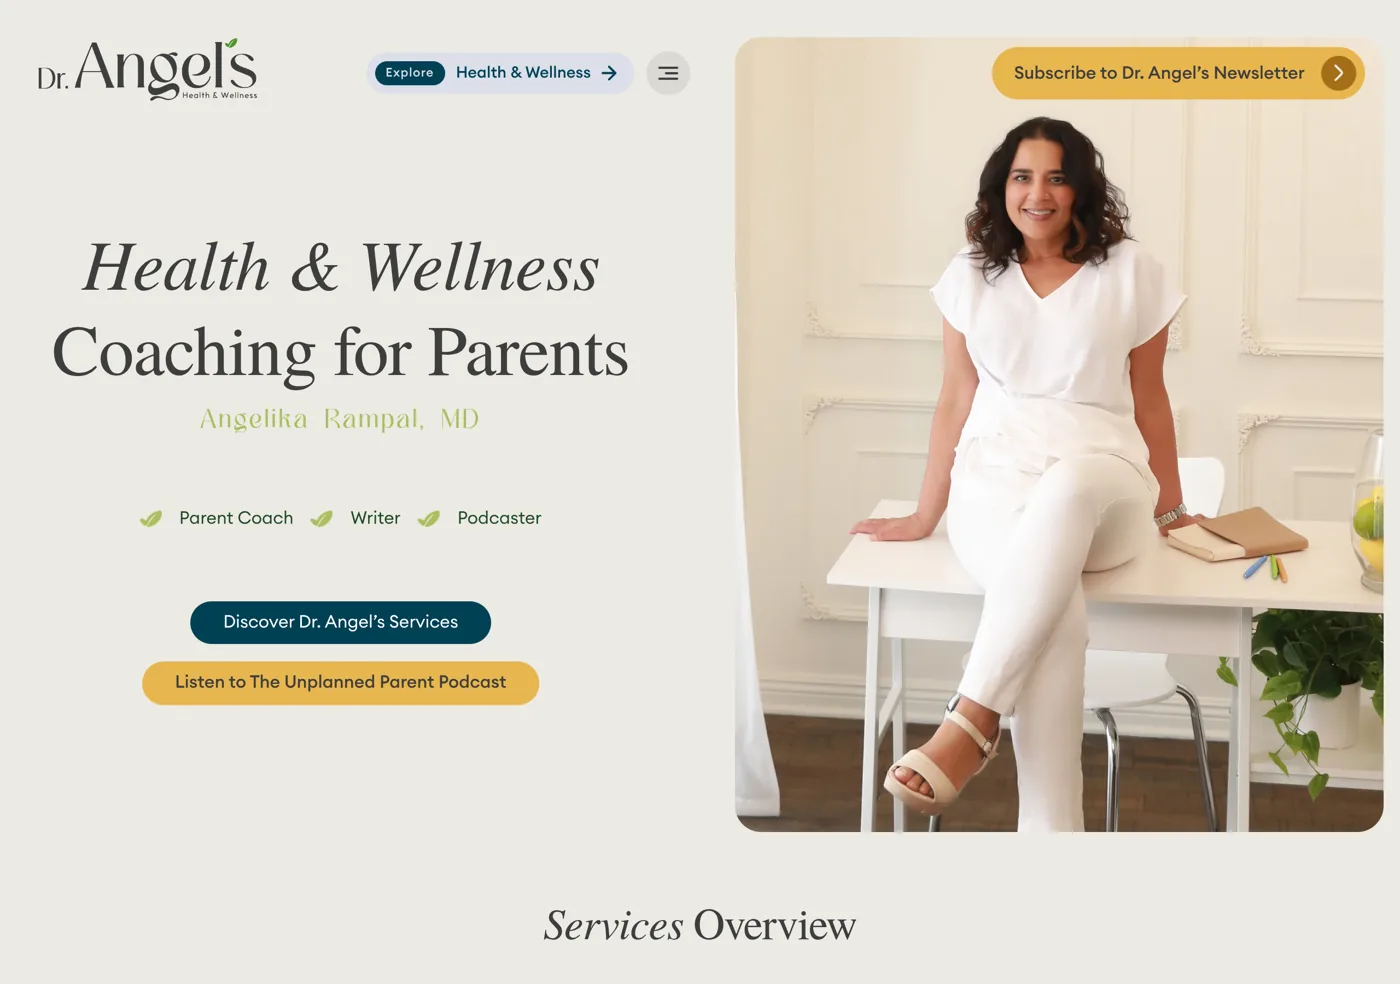 Dr. Angel's
Health & Wellness
Explore Health & Wellness
Subscribe to Dr. Angel's Newsletter
Health & Wellness
Coaching for Parents
Angelika Rampal, MD
Parent Coach Writer Podcaster
Discover Dr. Angel's Services
Listen to The Unplanned Parent Podcast
Services Overview